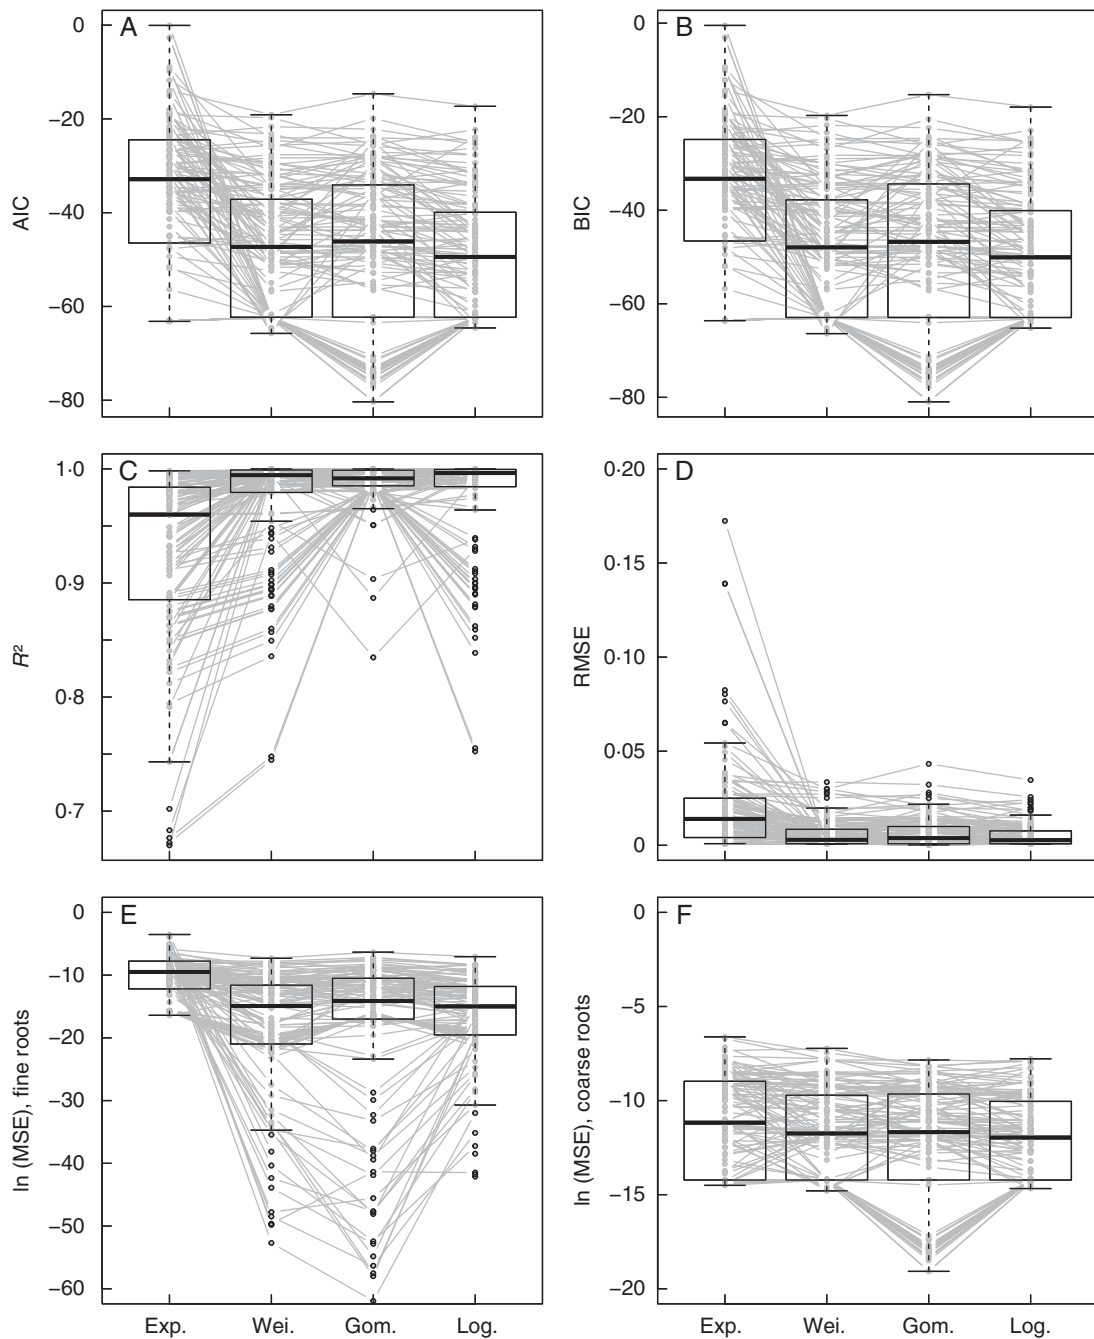 A
AIC
0
−20
−40
−60
−80
B
BIC
0
−20
−40
−60
−80
C
R²
1·0
0·9
0·8
0·7
D
RMSE
0·20
0·15
0·10
0·05
0
E
ln (MSE), fine roots
0
−10
−20
−30
−40
−50
−60
Exp. Wei. Gom. Log.
F
ln (MSE), coarse roots
0
−5
−10
−15
−20
Exp. Wei. Gom. Log.